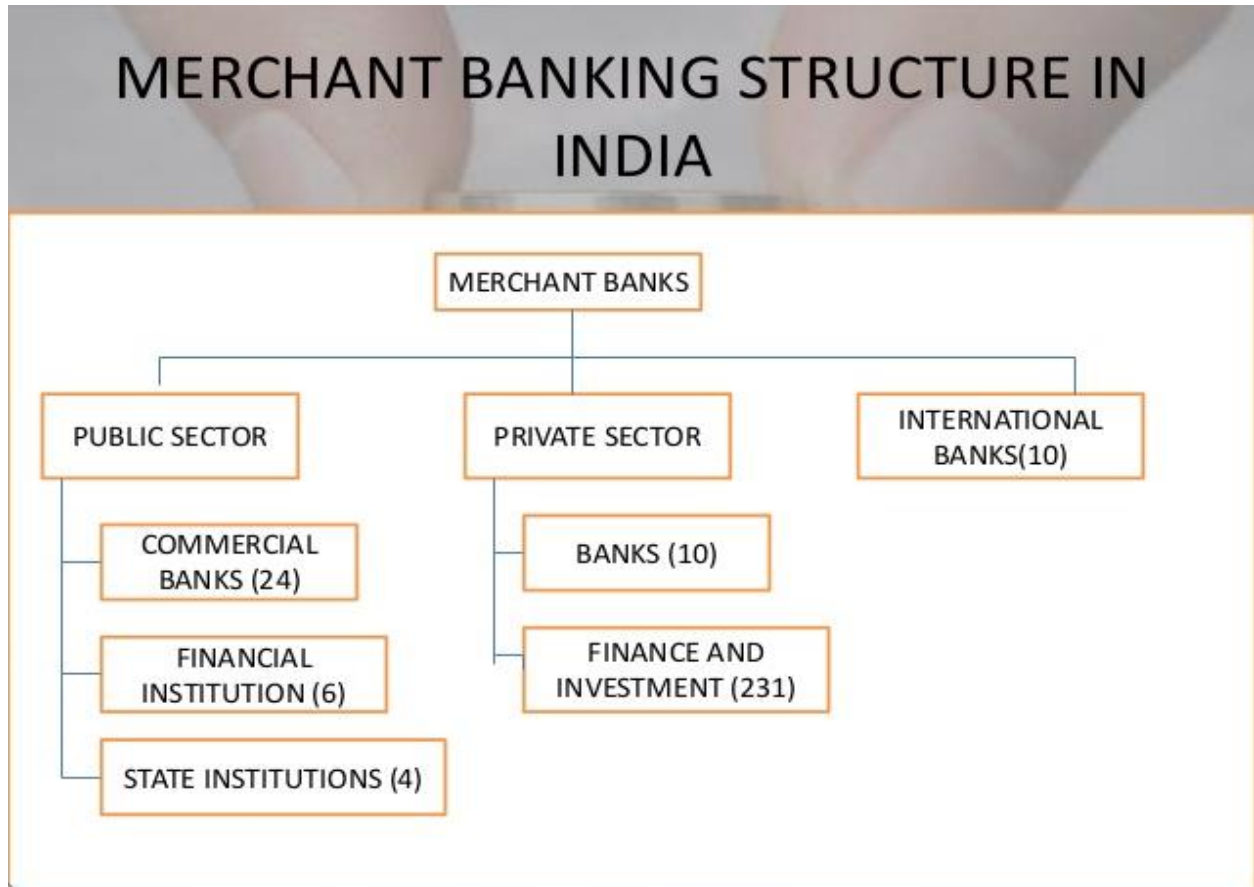 MERCHANT BANKING STRUCTURE IN
INDIA
MERCHANT BANKS
PUBLIC SECTOR
COMMERCIAL
BANKS (24)
FINANCIAL
INSTITUTION (6)
STATE INSTITUTIONS (4)
PRIVATE SECTOR
BANKS (10)
FINANCE AND
INVESTMENT (231)
INTERNATIONAL
BANKS(10)